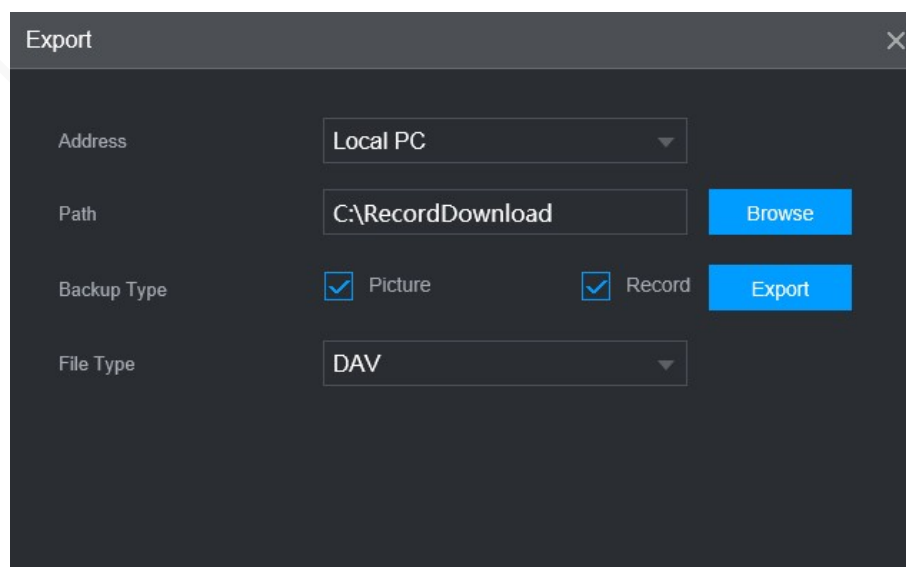 Export
Address Local PC
Path C:\RecordDownload Browse
Backup Type Picture Record Export
File Type DAV